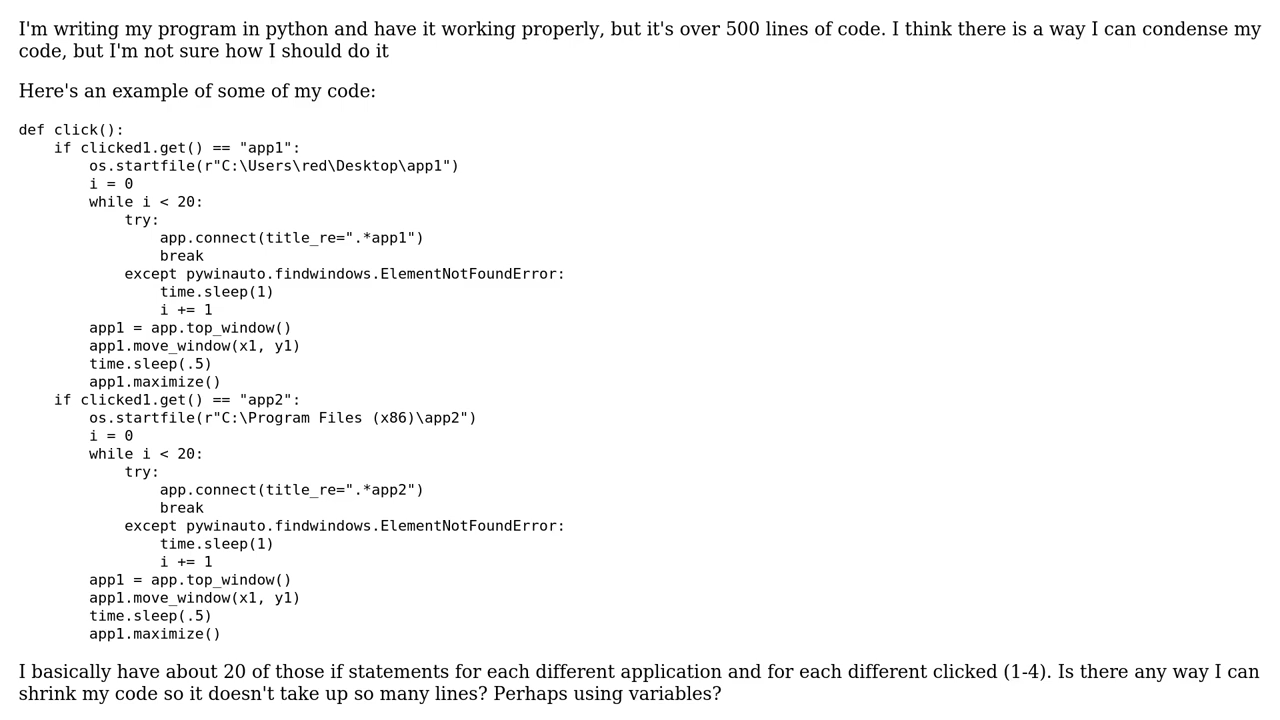 I'm writing my program in python and have it working properly, but it's over 500 lines of code. I think there is a way I can condense my
code, but I'm not sure how I should do it
Here's an example of some of my code:
def click():
    if clicked1.get() == "app1":
        os.startfile(r"C:\Users\red\Desktop\app1")
        i = 0
        while i < 20:
            try:
                app.connect(title_re=".*app1")
                break
            except pywinauto.findwindows.ElementNotFoundError:
                time.sleep(1)
                i += 1
        app1 = app.top_window()
        app1.move_window(x1, y1)
        time.sleep(.5)
        app1.maximize()
    if clicked1.get() == "app2":
        os.startfile(r"C:\Program Files (x86)\app2")
        i = 0
        while i < 20:
            try:
                app.connect(title_re=".*app2")
                break
            except pywinauto.findwindows.ElementNotFoundError:
                time.sleep(1)
                i += 1
        app1 = app.top_window()
        app1.move_window(x1, y1)
        time.sleep(.5)
        app1.maximize()
I basically have about 20 of those if statements for each different application and for each different clicked (1-4). Is there any way I can
shrink my code so it doesn't take up so many lines? Perhaps using variables?